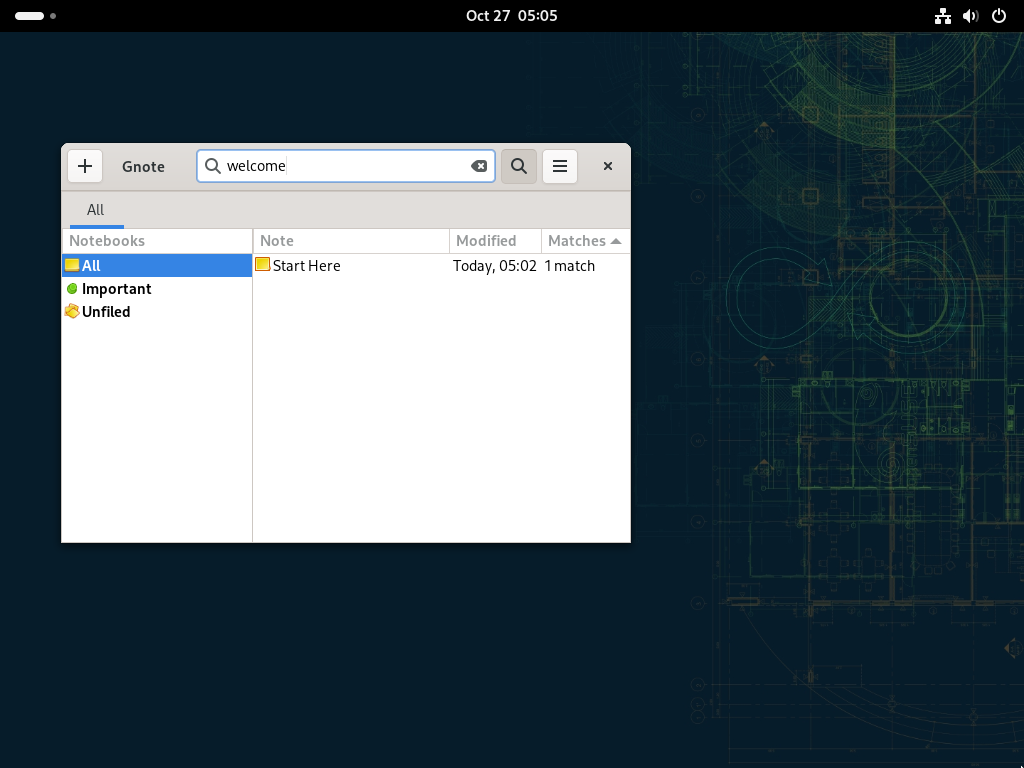 Oct 27 05:05
Gnote
welcome
All
Notebooks Note Modified Matches
All Start Here Today, 05:02 1 match
Important
Unfiled